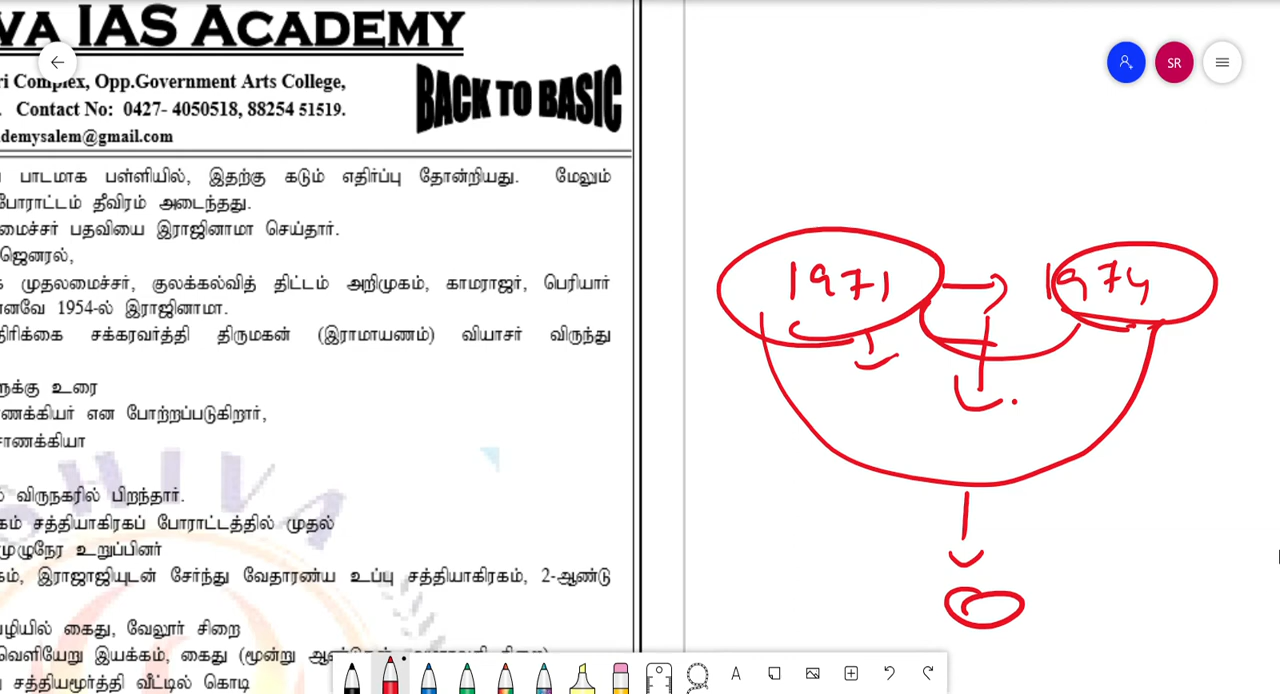 VA IAS ACADEMY
ri Complex, Opp.Government Arts College,
. Contact No: 0427- 4050518, 88254 51519.
demysalem@gmail.com
BACK TO BASIC
SR
பாடமாக பள்ளியில், இதற்கு கடும் எதிர்ப்பு தோன்றியது. மேலும்
போராட்டம் தீவிரம் அடைந்தது.
மைச்சர் பதவியை இராஜினாமா செய்தார்.
ஜெனரல்,
முதலமைச்சர், குலக்கல்வித் திட்டம் அறிமுகம், காமராஜர், பெரியார்
னவே 1954-ல் இராஜினாமா.
திரிக்கை சக்கரவர்த்தி திருமகன் (இராமாயணம்) வியாசர் விருந்து
ளுக்கு உரை
ணக்கியர் என போற்றப்படுகிறார்,
சாணக்கியா
விருநகரில் பிறந்தார்.
கம் சத்தியாகிரகப் போராட்டத்தில் முதல்
முழுநேர உறுப்பினர்
கம், இராஜாஜியுடன் சேர்ந்து வேதாரண்ய உப்பு சத்தியாகிரகம், 2-ஆண்டு
ழியில் கைது, வேலூர் சிறை
வெளியேறு இயக்கம், கைது (மூன்று
சத்தியமூர்த்தி வீட்டில் கொடி
SHIVA
1971 → 1974
A